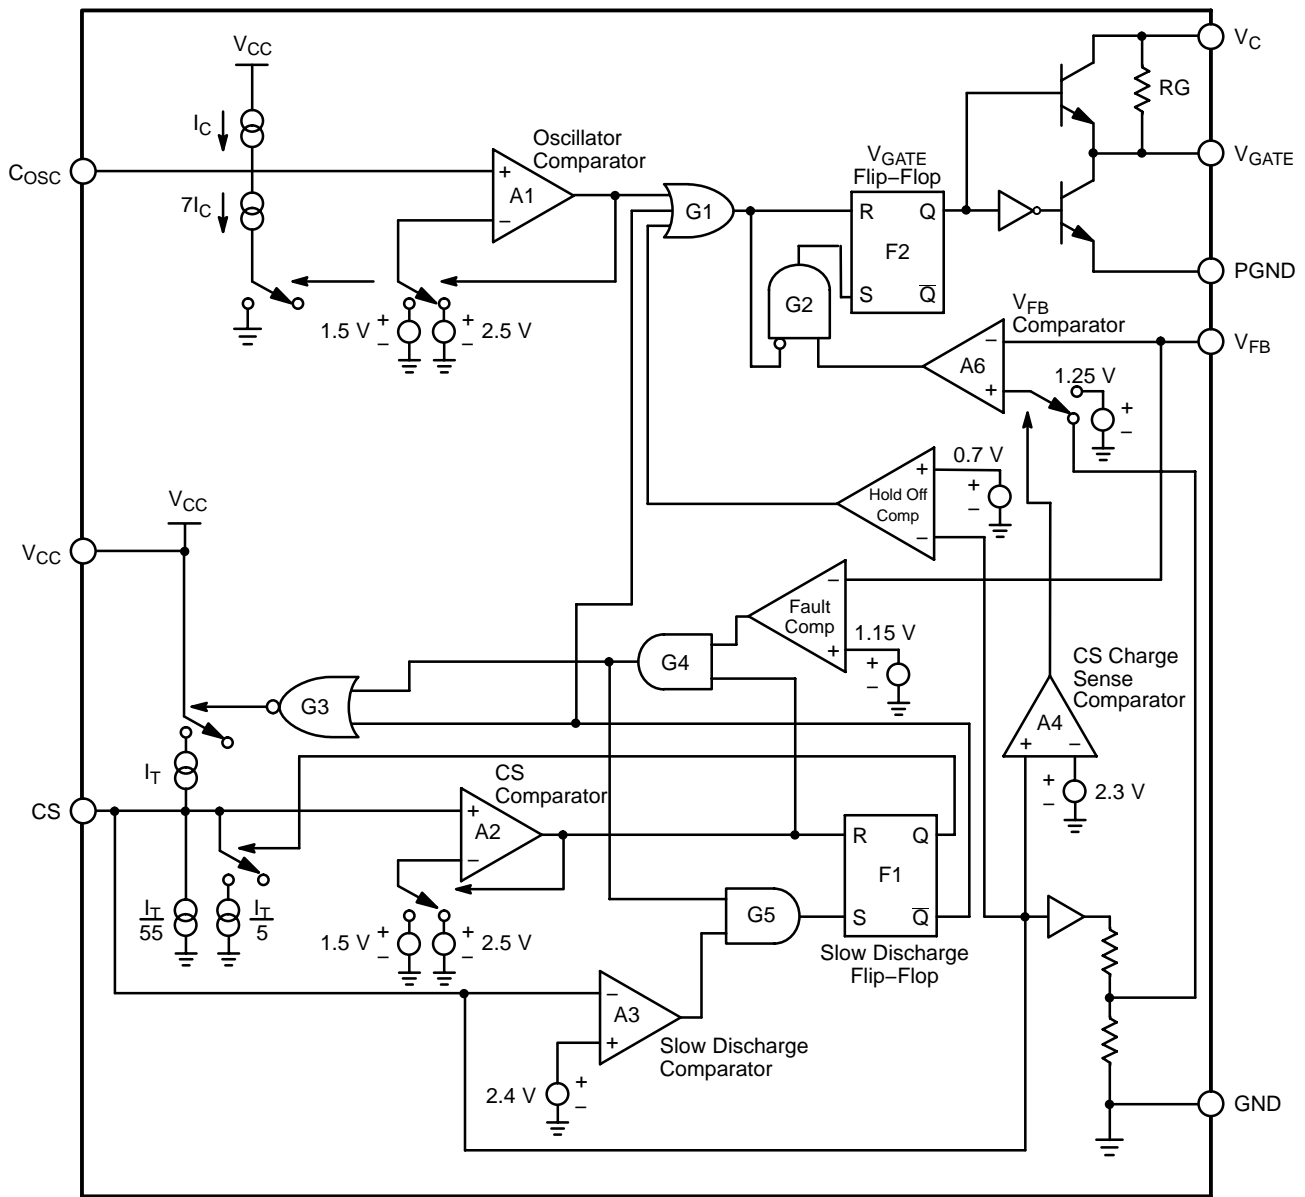 V_C
V_CC
RG
I_C
Oscillator
Comparator
V_GATE
Flip–Flop
V_GATE
C_OSC
+
A1
–
7I_C
G1
R
Q
F2
S
Q̅
G2
PGND
1.5 V
+
–
+
–
2.5 V
V_FB
Comparator
–
A6
+
V_FB
1.25 V
+
–
0.7 V
+
Hold Off
Comp
–
+
–
V_CC
V_CC
–
Fault
Comp
+
1.15 V
+
–
G4
G3
CS Charge
Sense
Comparator
A4
+
–
+
–
2.3 V
I_T
CS
CS
Comparator
+
A2
–
R
Q
F1
S
Q̅
Slow Discharge
Flip–Flop
I_T
55
I_T
5
1.5 V
+
–
+
–
2.5 V
G5
–
A3
+
Slow Discharge
Comparator
2.4 V
+
–
GND